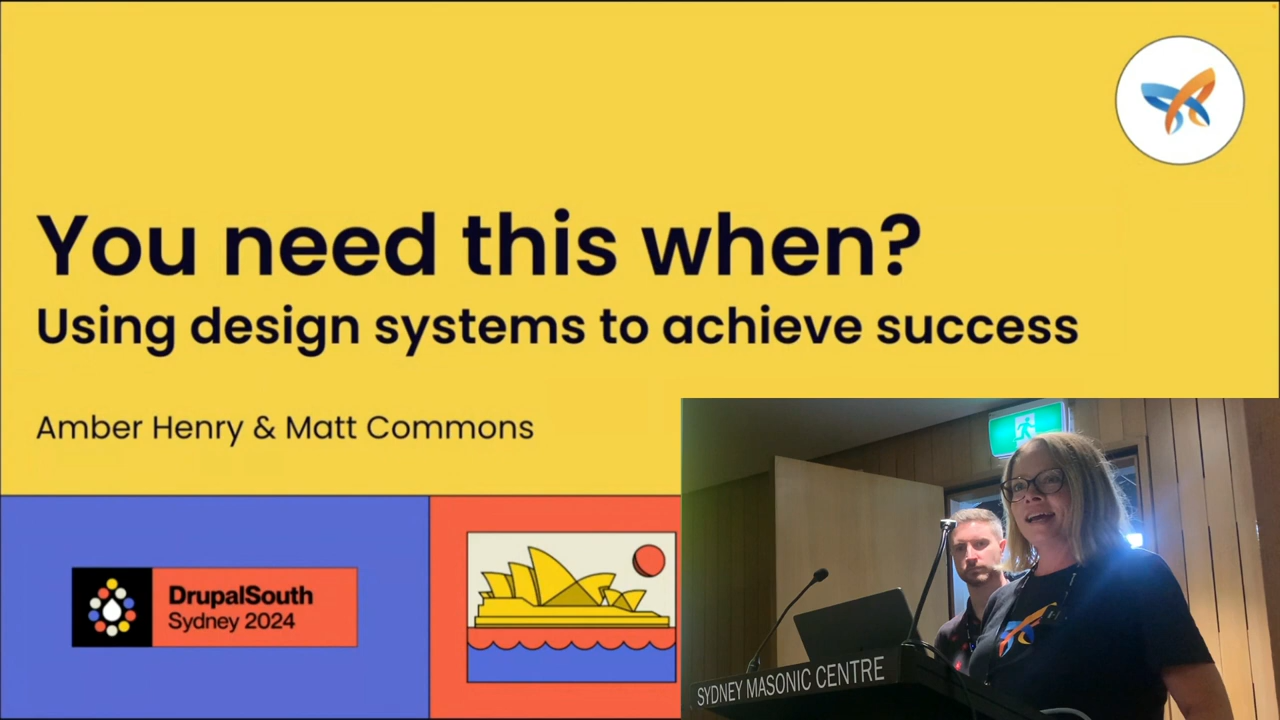 You need this when?
Using design systems to achieve success
Amber Henry & Matt Commons
DrupalSouth
Sydney 2024
SYDNEY MASONIC CENTRE